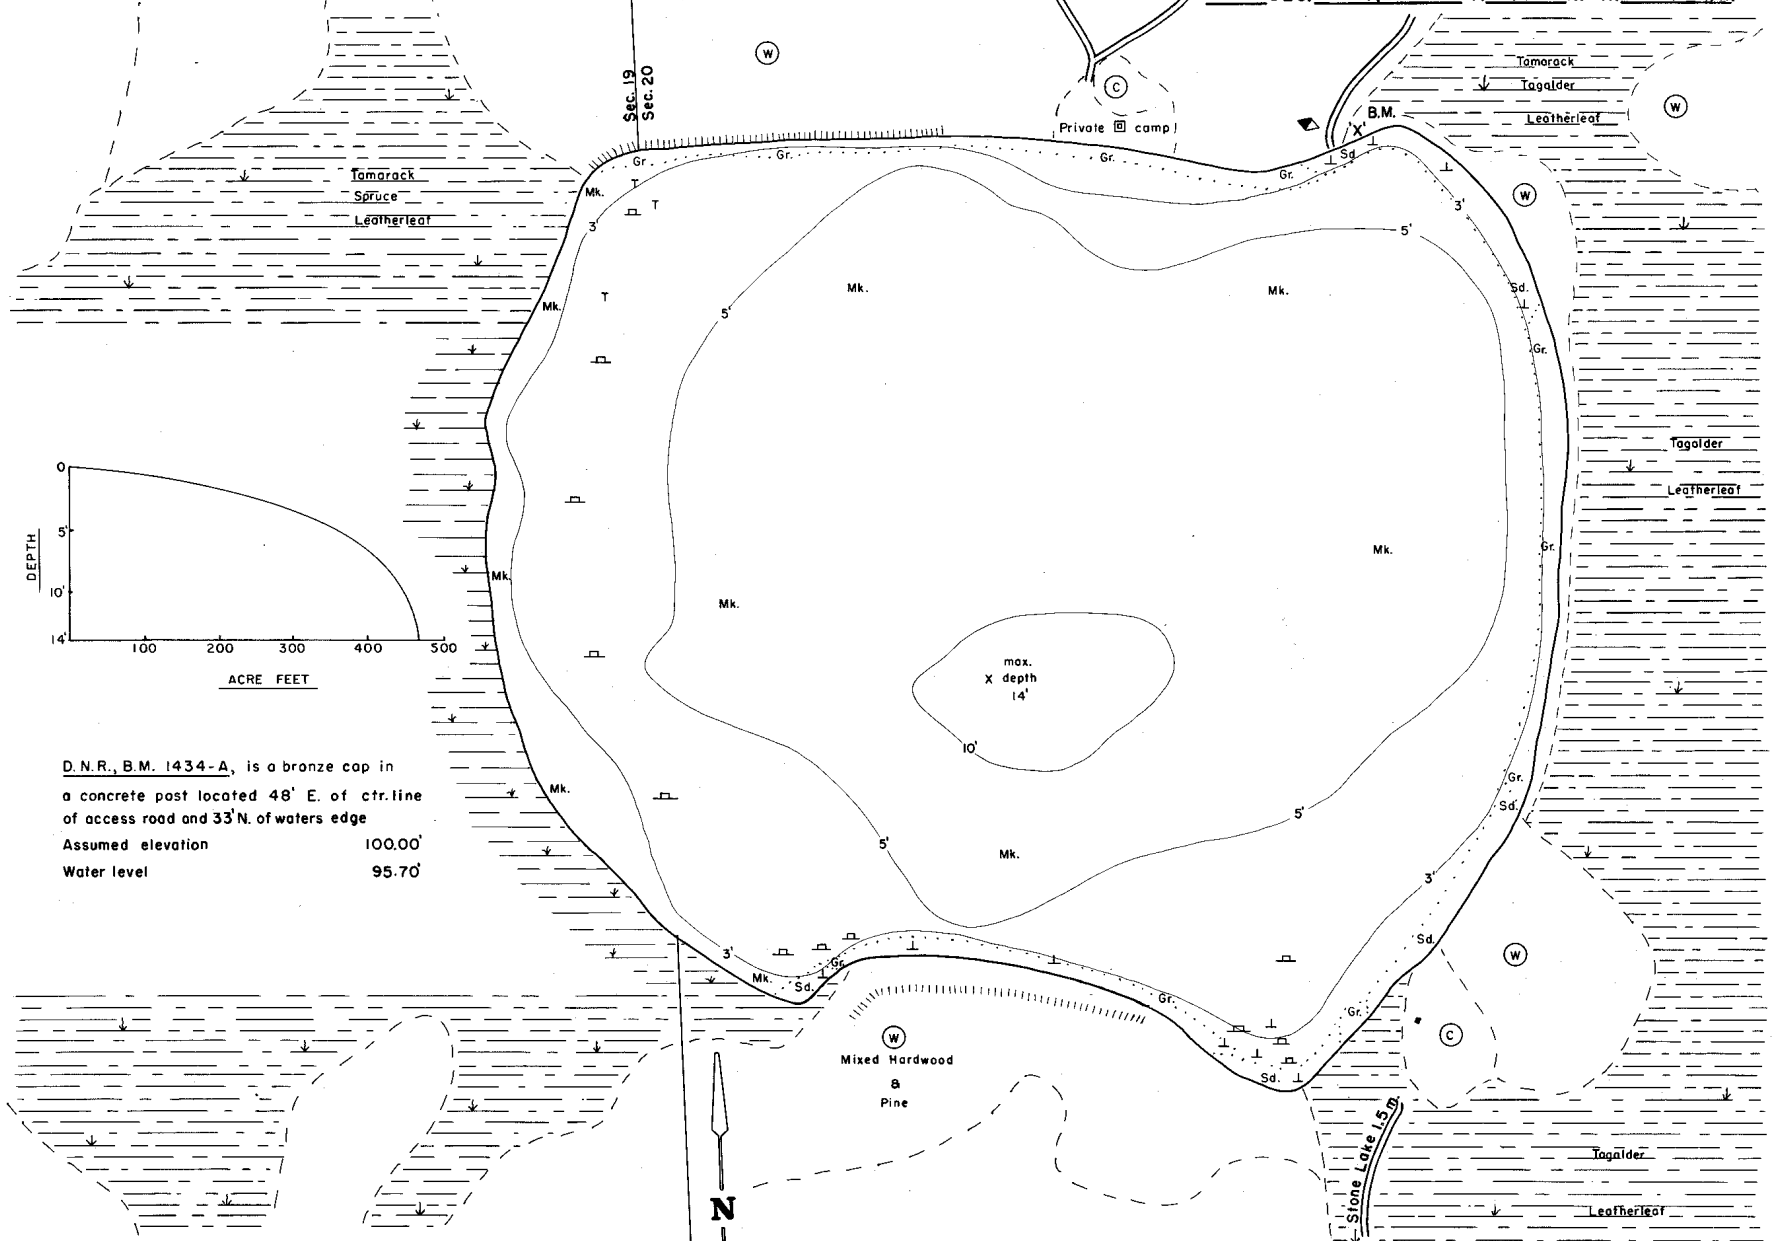 Sec. 19
Sec. 20
W
C
Private camp
'X' B.M.
Tamarack
Tagalder
Leatherleaf
W
W
Tamarack
Spruce
Leatherleaf
Gr.
Gr.
Gr.
Gr.
Sd.
Mk.
T
T
3'
3'
5'
5'
Mk.
Mk.
Mk.
T
Sd.
Gr.
Tagalder
Leatherleaf
Gr.
Mk.
Mk.
Mk.
DEPTH
0
5'
10'
14'
100 200 300 400 500
ACRE FEET
max.
X depth
14'
10'
D.N.R., B.M. 1434-A, is a bronze cap in
a concrete post located 48' E. of ctr.line
of access road and 33' N. of waters edge
Assumed elevation 100.00'
Water level 95.70'
Mk.
Gr.
Sd.
5'
5'
Mk.
3'
3'
Mk.
Sd.
Gr.
Sd.
W
Gr.
Gr.
C
Sd.
W
Mixed Hardwood
&
Pine
N
Stone Lake 1.5 m.
Tagalder
Leatherleaf